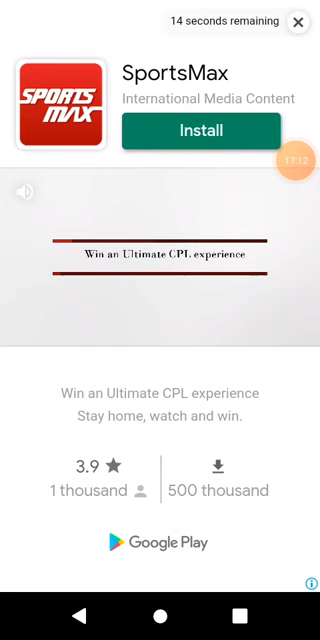 14 seconds remaining
SPORTS
MAX
SportsMax
International Media Content
Install
17:12
Win an Ultimate CPL experience
Win an Ultimate CPL experience
Stay home, watch and win.
3.9
1 thousand
500 thousand
Google Play